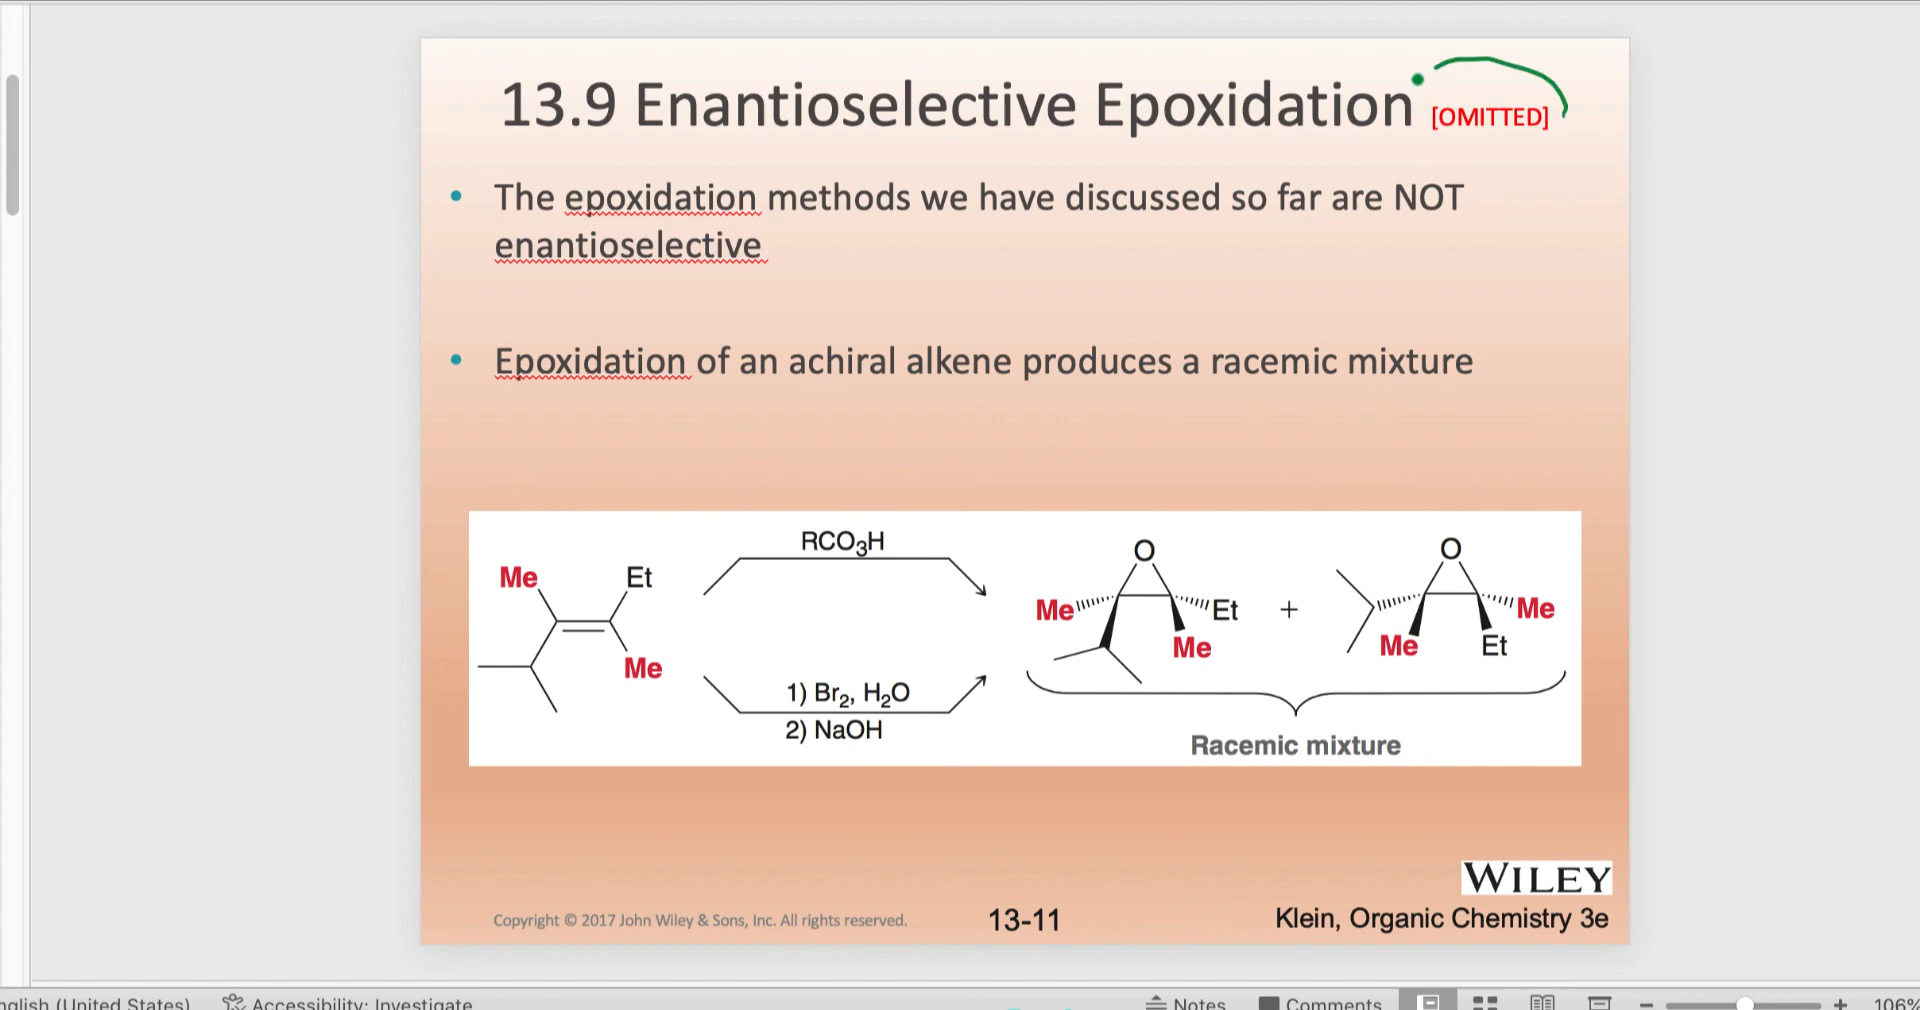 13.9 Enantioselective Epoxidation [OMITTED]
• The epoxidation methods we have discussed so far are NOT
enantioselective
• Epoxidation of an achiral alkene produces a racemic mixture
RCO₃H
Me Et
Me
1) Br₂, H₂O
2) NaOH
O O
Me Et + Me
Me Me Et
Racemic mixture
WILEY
Copyright © 2017 John Wiley & Sons, Inc. All rights reserved. 13-11 Klein, Organic Chemistry 3e
nglish (United States) Accessibility: Investigate Notes Comments 106%